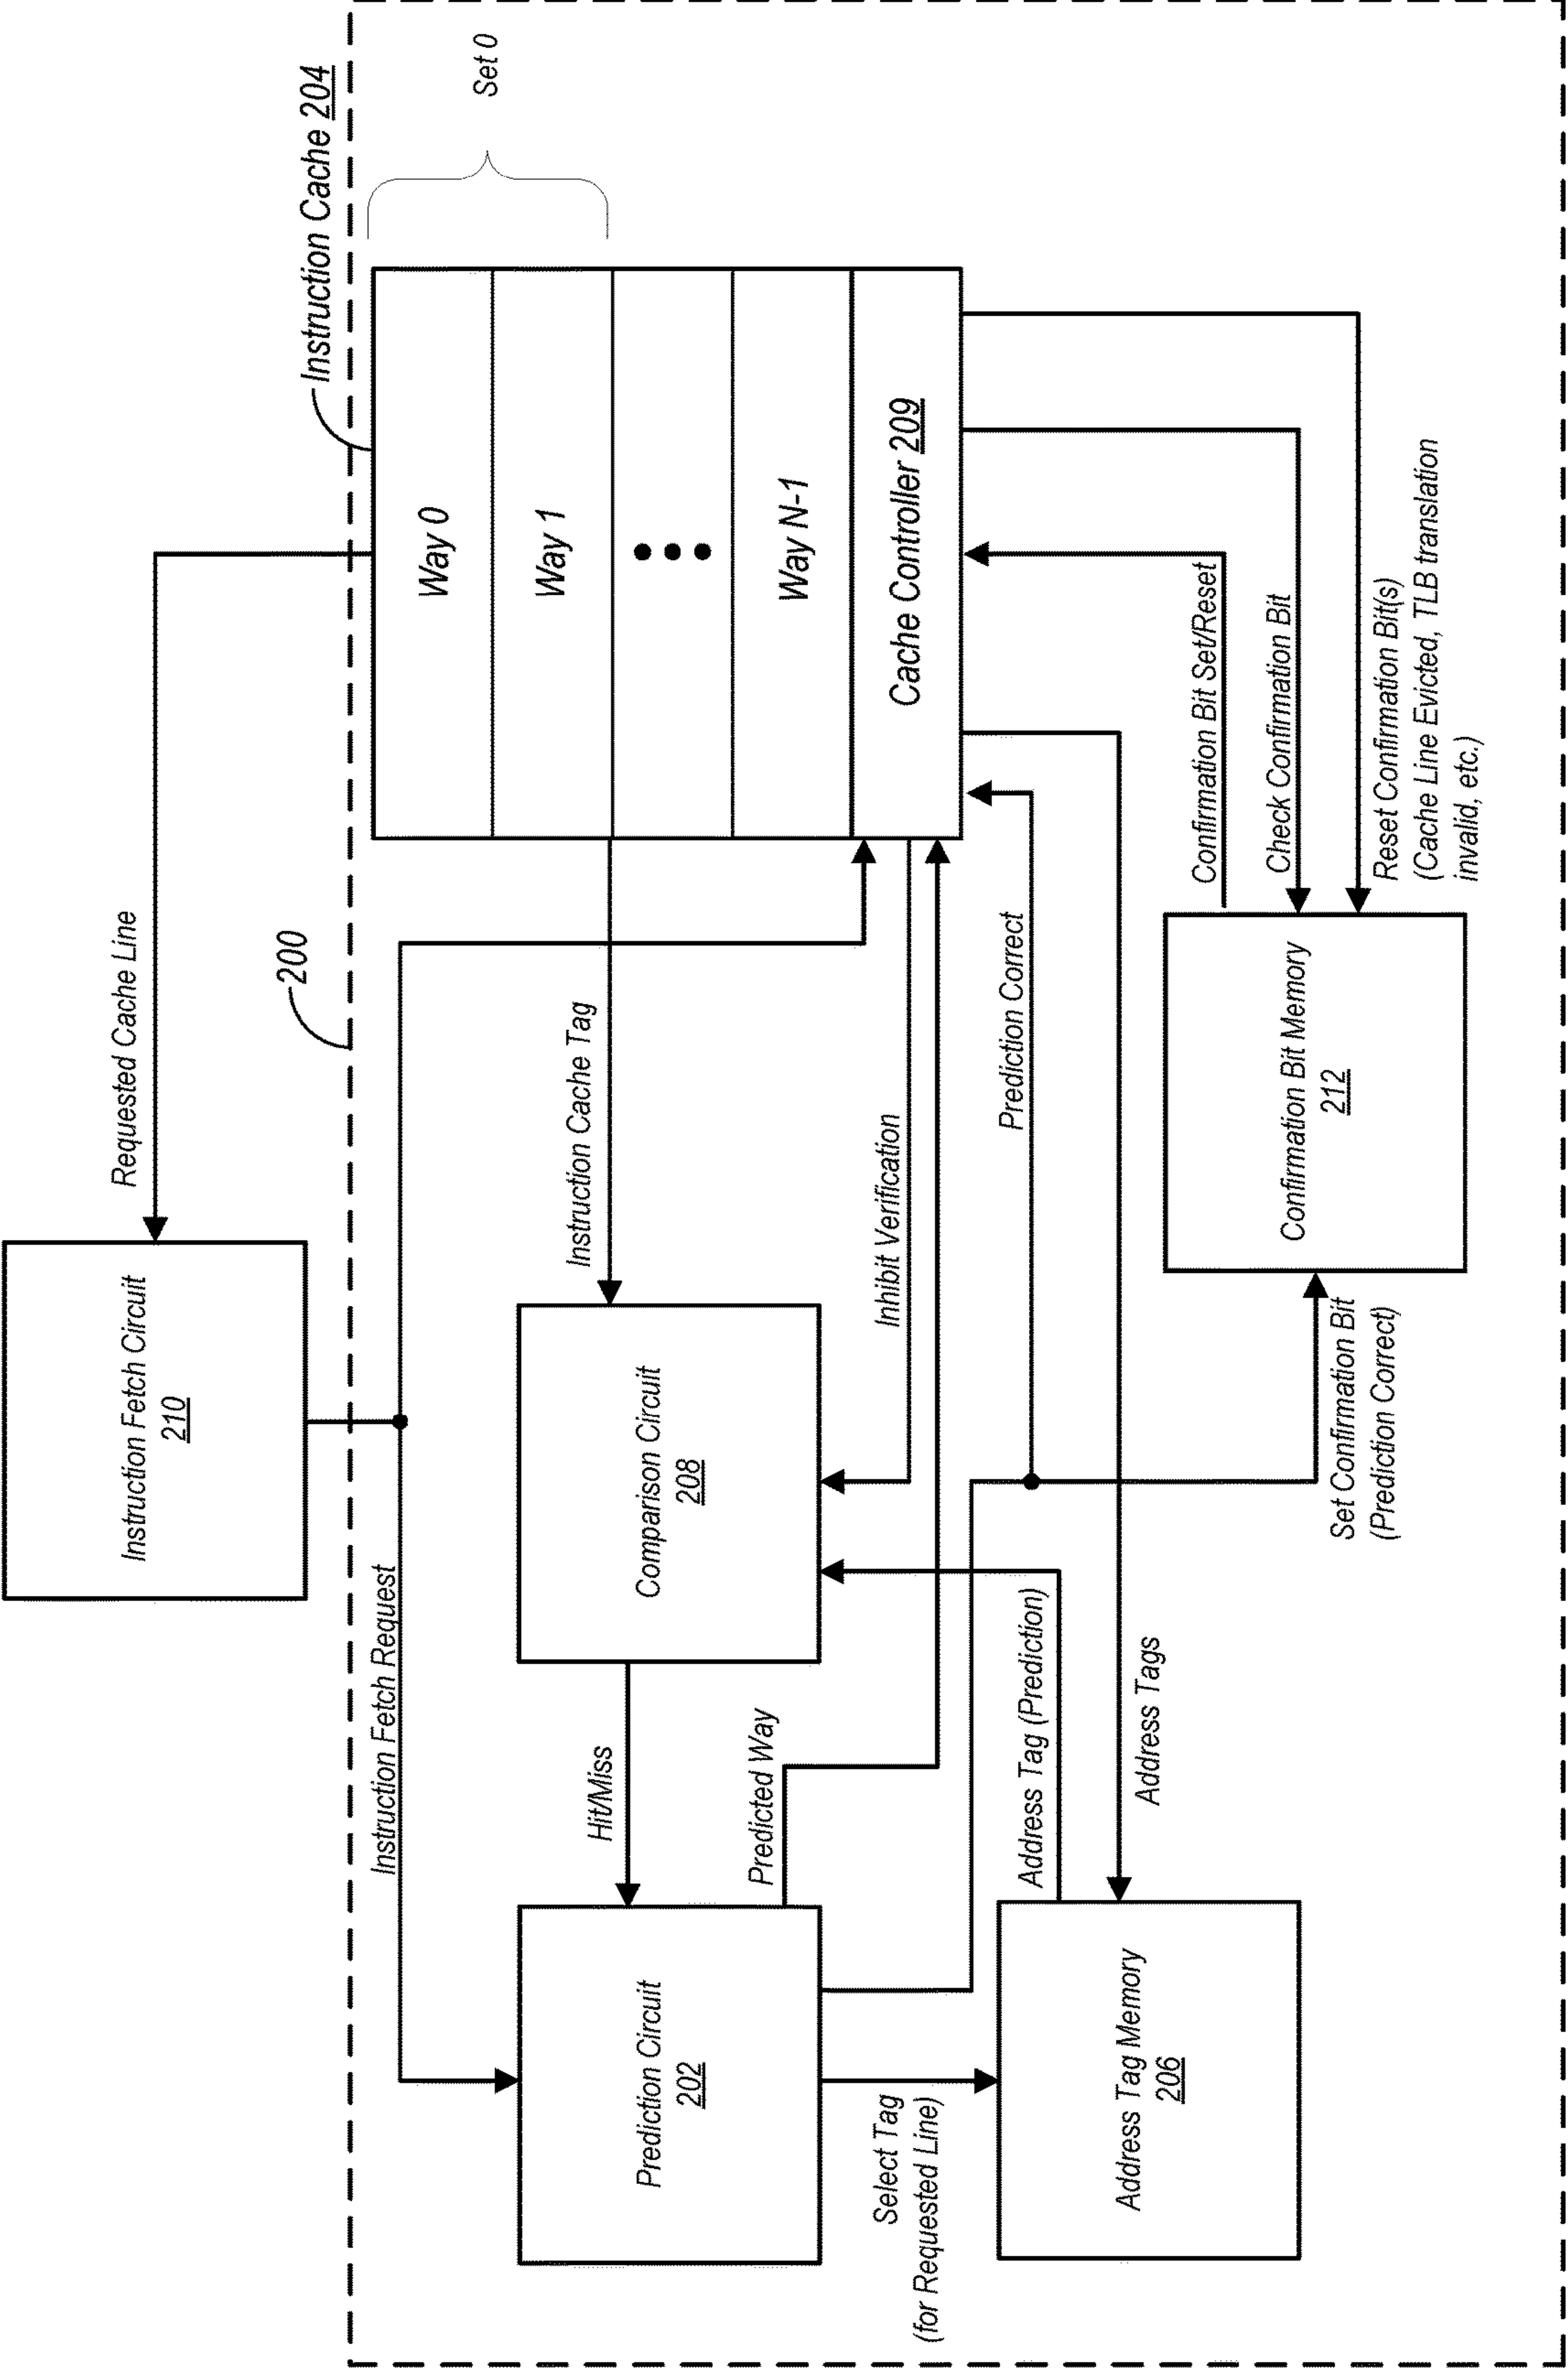 Instruction Fetch Circuit
210
Requested Cache Line
200
Instruction Cache 204
Set 0
Instruction Fetch Request
Way 0
Way 1
Way N-1
Cache Controller 209
Instruction Cache Tag
Comparison Circuit
208
Hit/Miss
Prediction Circuit
202
Predicted Way
Inhibit Verification
Prediction Correct
Select Tag
(for Requested Line)
Address Tag (Prediction)
Address Tags
Address Tag Memory
206
Set Confirmation Bit
(Prediction Correct)
Confirmation Bit Memory
212
Confirmation Bit Set/Reset
Check Confirmation Bit
Reset Confirmation Bit(s)
(Cache Line Evicted, TLB translation
invalid, etc.)